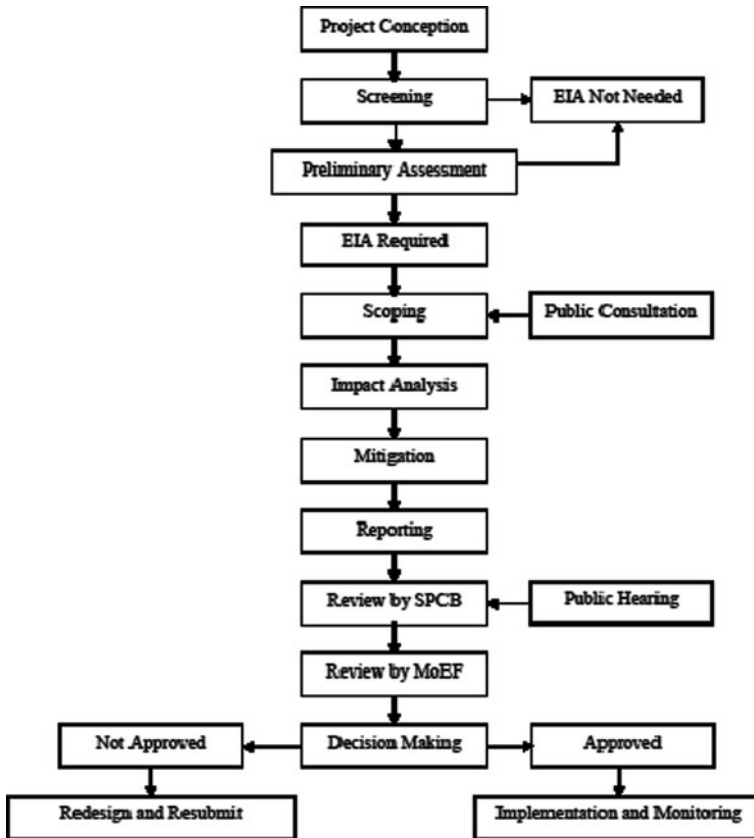 Project Conception
Screening
EIA Not Needed
Preliminary Assessment
EIA Required
Scoping
Public Consultation
Impact Analysis
Mitigation
Reporting
Review by SPCB
Public Hearing
Review by MoEF
Not Approved
Decision Making
Approved
Redesign and Resubmit
Implementation and Monitoring